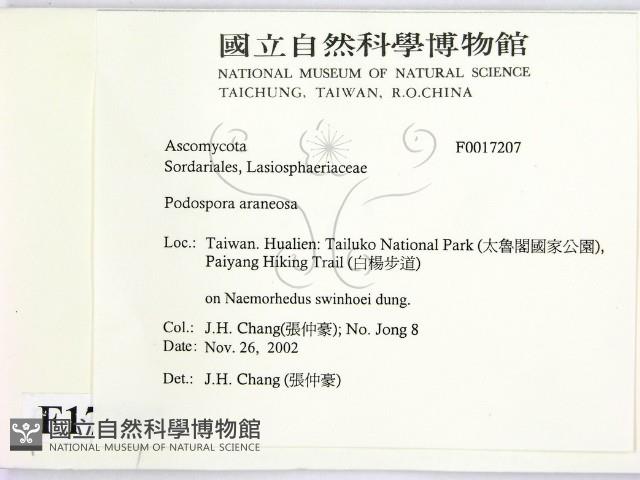 國立自然科學博物館
NATIONAL MUSEUM OF NATURAL SCIENCE
TAICHUNG, TAIWAN, R.O.CHINA
Ascomycota F0017207
Sordariales, Lasiosphaeriaceae
Podospora araneosa
Loc.: Taiwan. Hualien: Tailuko National Park (太魯閣國家公園),
Paiyang Hiking Trail (白楊步道)
on Naemorhedus swinhoei dung.
Col.: J.H. Chang(張仲豪); No. Jong 8
Date: Nov. 26, 2002
Det.: J.H. Chang (張仲豪)
國立自然科學博物館
NATIONAL MUSEUM OF NATURAL SCIENCE